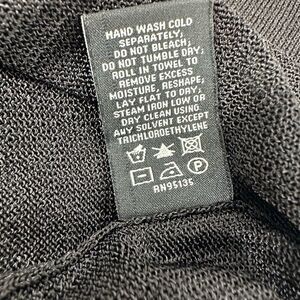 HAND WASH COLD
SEPARATELY;
DO NOT BLEACH;
DO NOT TUMBLE DRY;
ROLL IN TOWEL TO
REMOVE EXCESS
MOISTURE, RESHAPE;
LAY FLAT TO DRY;
STEAM IRON LOW OR
DRY CLEAN USING
ANY SOLVENT EXCEPT
TRICHLOROETHYLENE
P
RN95135